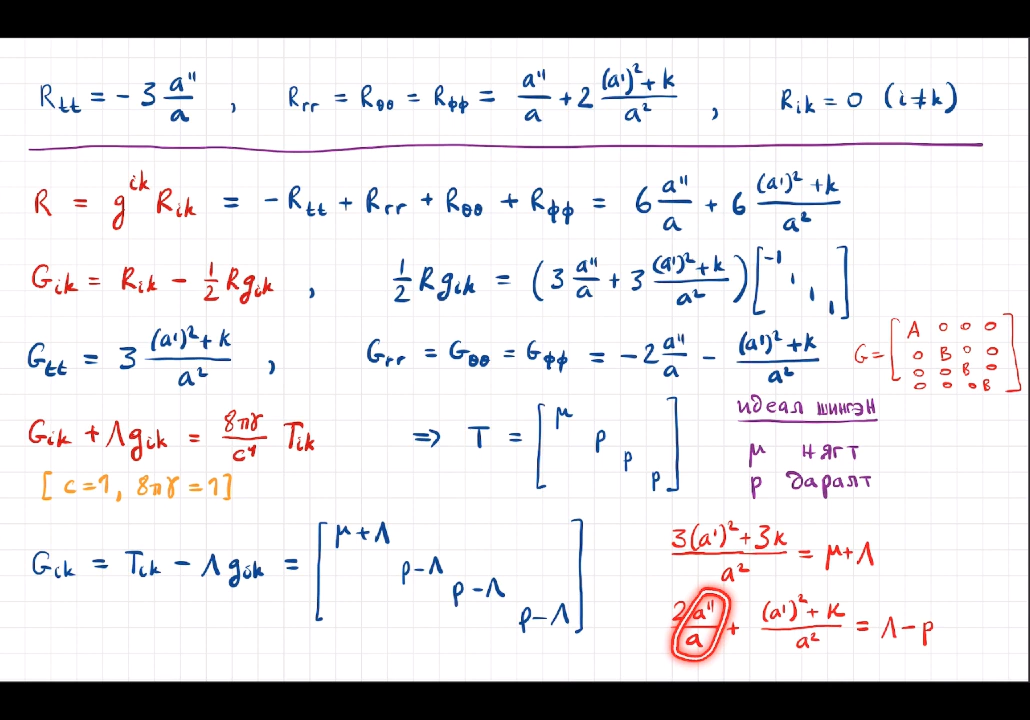 R_tt = -3 a''/a , R_rr = R_θθ = R_φφ = a''/a + 2 ((a')² + k)/a² , R_ik = 0 (i≠k)
R = g^ik R_ik = -R_tt + R_rr + R_θθ + R_φφ = 6 a''/a + 6 ((a')² + k)/a²
G_ik = R_ik - 1/2 R g_ik , 1/2 R g_ik = (3 a''/a + 3 ((a')² + k)/a²) [-1 1 1 1]
G_tt = 3 ((a')² + k)/a² , G_rr = G_θθ = G_φφ = -2 a''/a - ((a')² + k)/a²
G = [A 0 0 0
0 B 0 0
0 0 B 0
0 0 0 B]
G_ik + Λg_ik = 8πγ/c⁴ T_ik => T = [μ p p p]
идеал шингэн
μ нягт
p даралт
[c=1, 8πγ=1]
G_ik = T_ik - Λg_ik = [μ+Λ p-Λ p-Λ p-Λ]
(3(a')² + 3k)/a² = μ+Λ
2a''/a + ((a')² + k)/a² = Λ-p